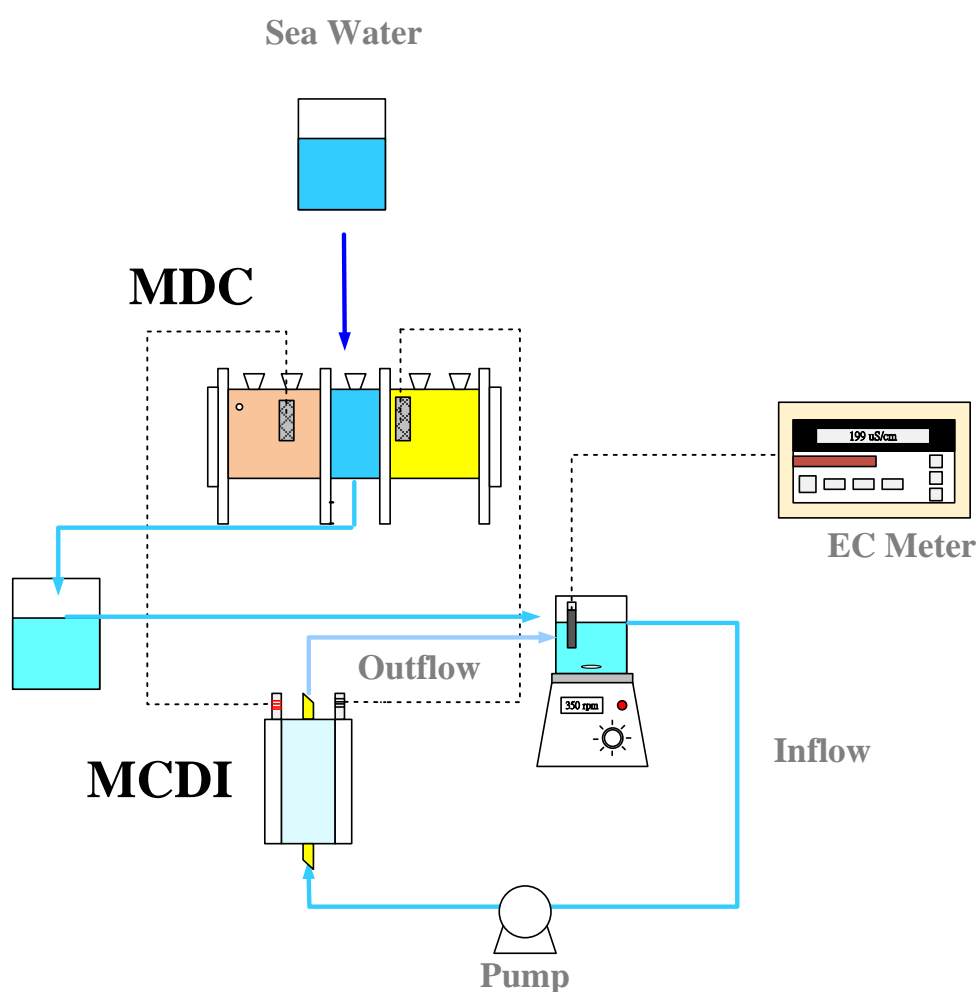 Sea Water
MDC
199 uS/cm
EC Meter
Outflow
350 rpm
Inflow
MCDI
Pump